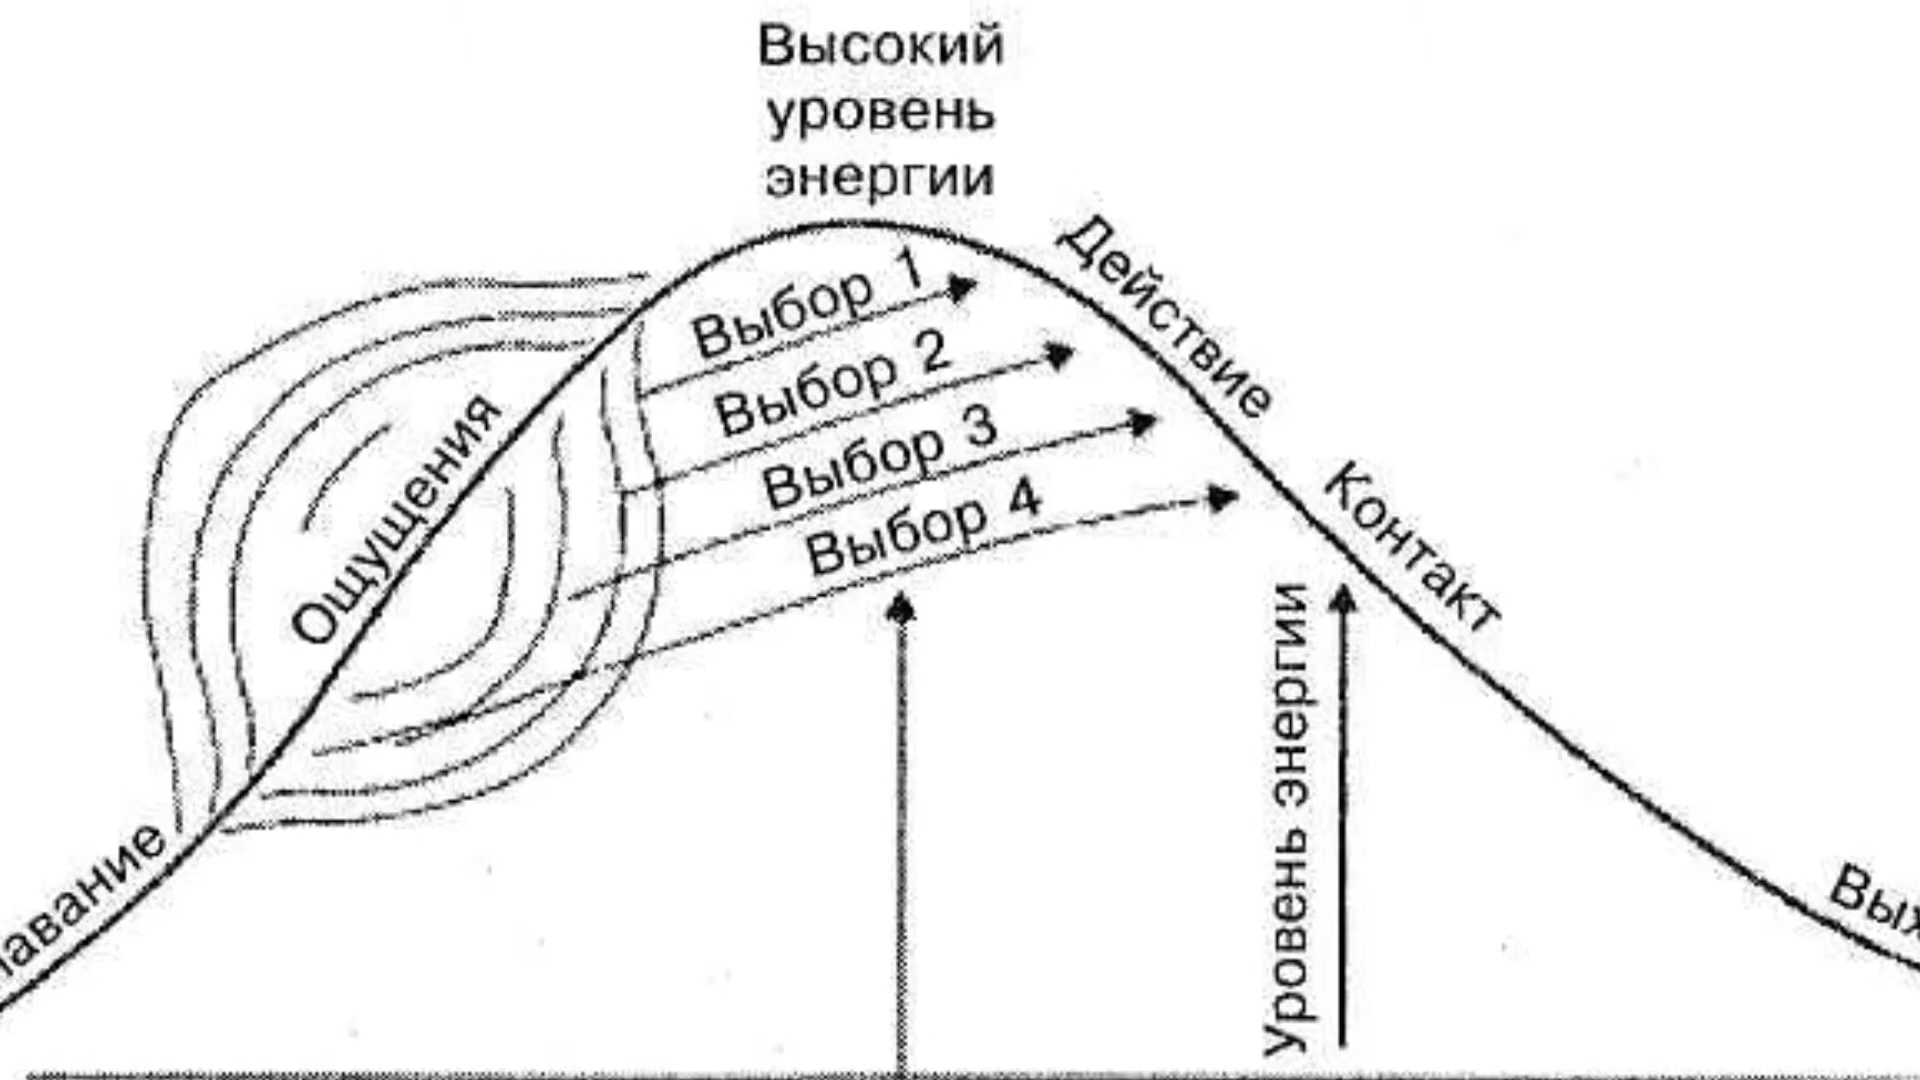 Высокий
уровень
энергии
Действие
Выбор 1
Выбор 2
Выбор 3
Выбор 4
Ощущения
Контакт
уровень энергии